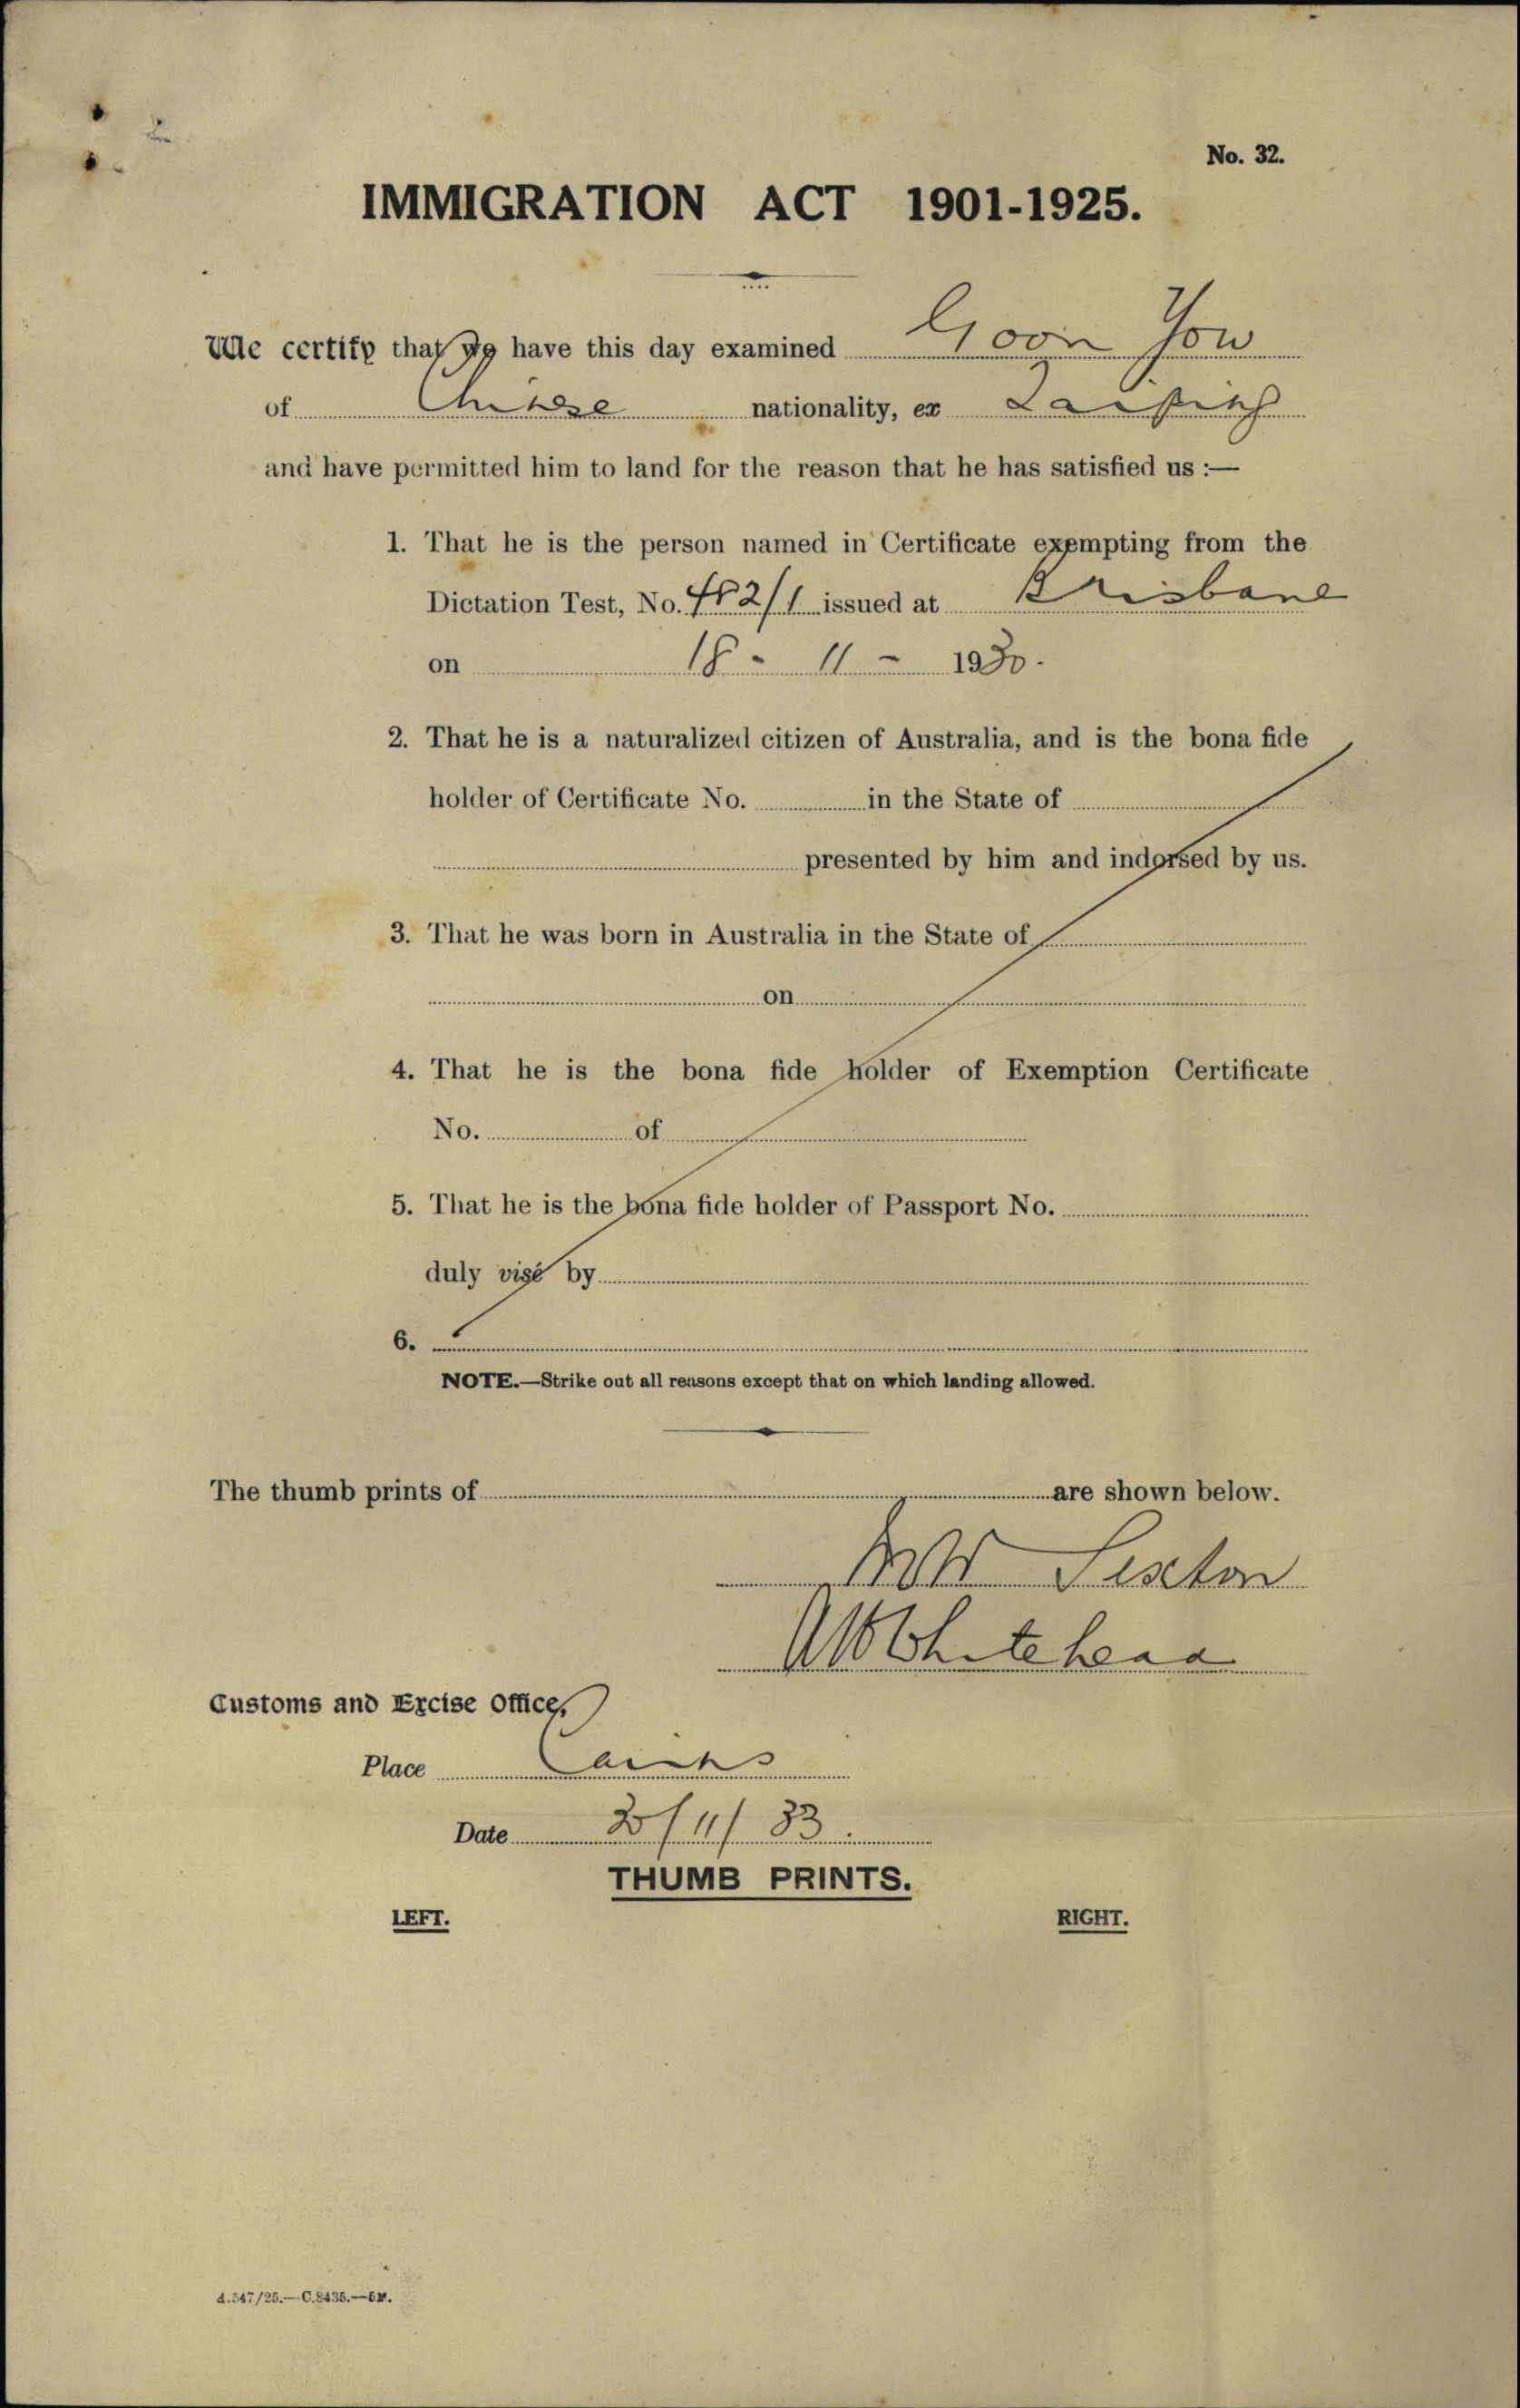 No. 32.
IMMIGRATION ACT 1901-1925.
We certify that we have this day examined Goon Yow
of Chinese nationality, ex Taiping
and have permitted him to land for the reason that he has satisfied us :—
1. That he is the person named in Certificate exempting from the
Dictation Test, No. 482/1 issued at Brisbane
on 18 - 11 - 1930.
2. That he is a naturalized citizen of Australia, and is the bona fide
holder of Certificate No. in the State of
presented by him and indorsed by us.
3. That he was born in Australia in the State of
on
4. That he is the bona fide holder of Exemption Certificate
No. of
5. That he is the bona fide holder of Passport No.
duly visé by
6.
NOTE.—Strike out all reasons except that on which landing allowed.
The thumb prints of are shown below.
Sexton
Whitehead
Customs and Excise Office,
Place Cairns
Date /11/33.
THUMB PRINTS.
LEFT. RIGHT.
A.547/25.—C.8435.—5M.